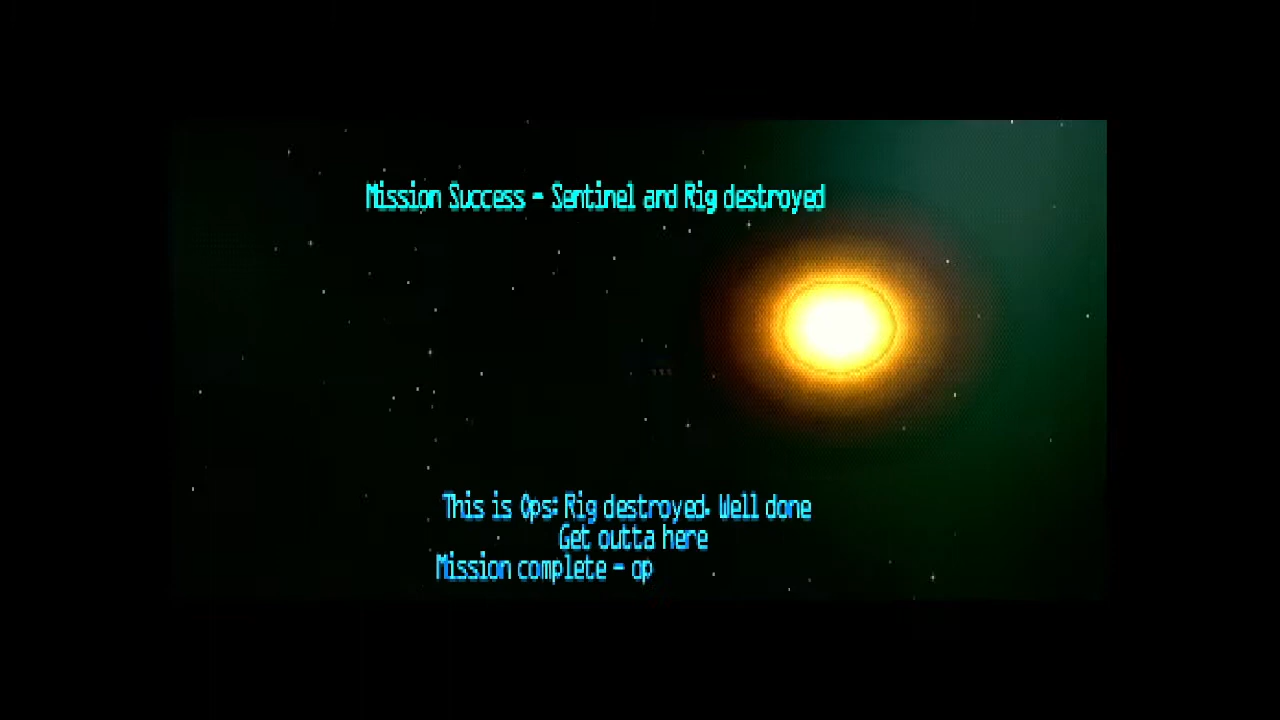 Mission Success - Sentinel and Rig destroyed
This is Ops: Rig destroyed. Well done
Get outta here
Mission complete - op